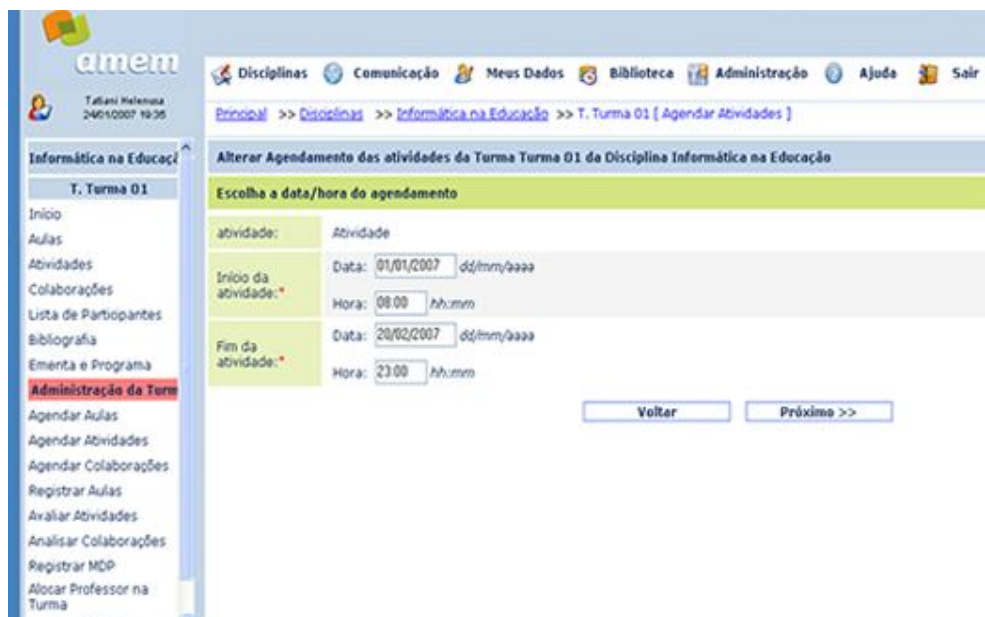 amem
Disciplinas Comunicação Meus Dados Biblioteca Administração Ajuda Sair
Tatiani Helenusa
24/01/2007 19:35
Principal >> Disciplinas >> Informática na Educação >> T. Turma 01 [ Agendar Atividades ]
Informática na Educaçã
T. Turma 01
Início
Aulas
Atividades
Colaborações
Lista de Participantes
Bibliografia
Ementa e Programa
Administração da Turm
Agendar Aulas
Agendar Atividades
Agendar Colaborações
Registrar Aulas
Avaliar Atividades
Analisar Colaborações
Registrar MDP
Alocar Professor na
Turma
Alterar Agendamento das atividades da Turma Turma 01 da Disciplina Informática na Educação
Escolha a data/hora do agendamento
atividade: Atividade
Início da
atividade:*
Data: 01/01/2007 dd/mm/aaaa
Hora: 08:00 hh:mm
Fim da
atividade:*
Data: 20/02/2007 dd/mm/aaaa
Hora: 23:00 hh:mm
Voltar Próximo >>